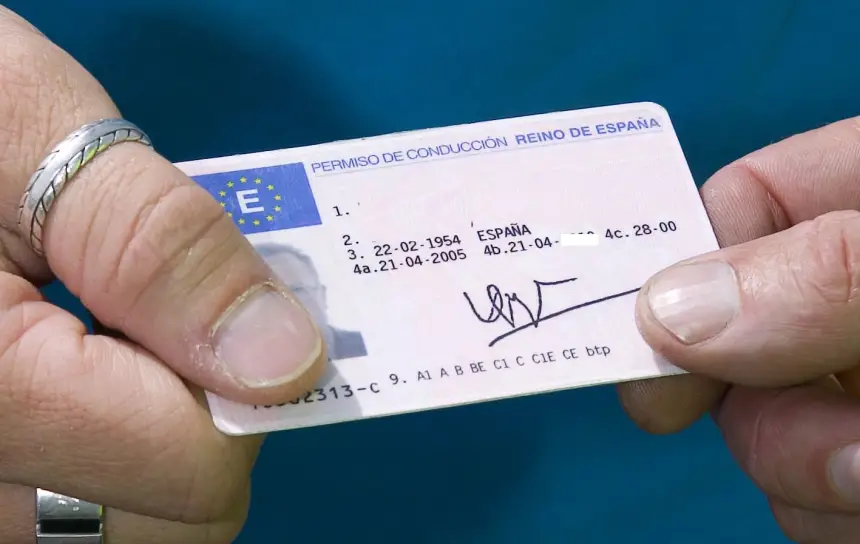 E
PERMISO DE CONDUCCIÓN REINO DE ESPAÑA
1.
2.
3. 22-02-1954 ESPAÑA
4a.21-04-2005 4b.21-04- 4c.28-00
2313-C 9. A1 A B BE C1 C C1E CE btp